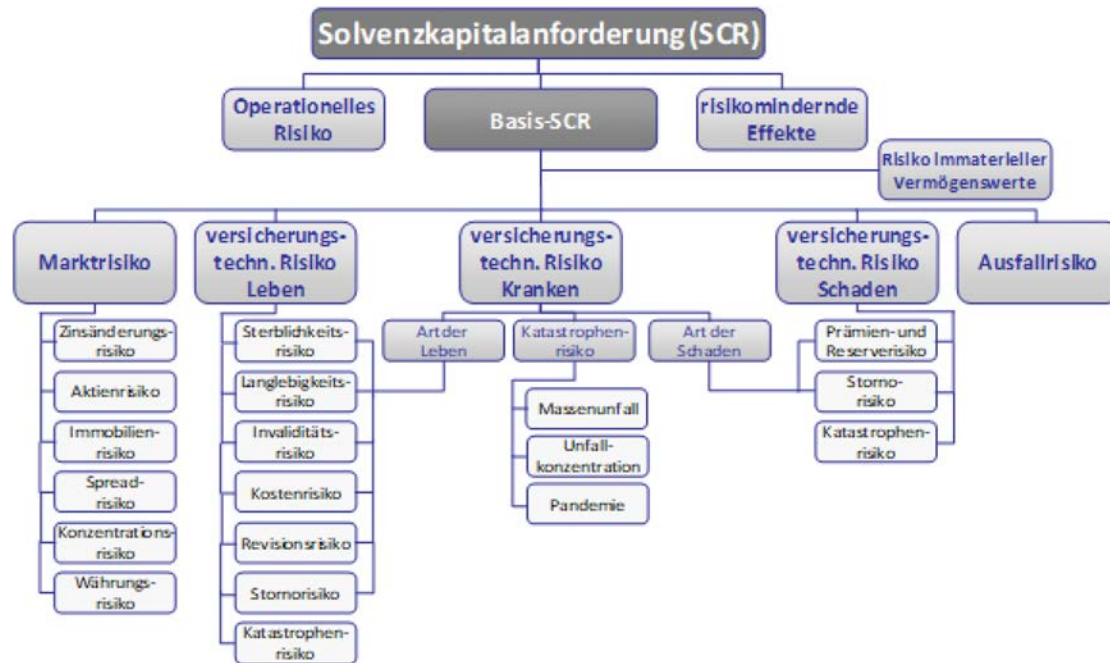 Solvenzkapitalanforderung (SCR)
Operationelles
Risiko
Basis-SCR
risikomindernde
Effekte
Risiko immaterieller
Vermögenswerte
Marktrisiko
versicherungs-
techn. Risiko
Leben
versicherungs-
techn. Risiko
Kranken
versicherungs-
techn. Risiko
Schaden
Ausfallrisiko
Zinsänderungs-
risiko
Aktienrisiko
Immobilien-
risiko
Spread-
risiko
Konzentrations-
risiko
Währungs-
risiko
Sterblichkeits-
risiko
Langlebigkeits-
risiko
Invaliditäts-
risiko
Kostenrisiko
Revisionsrisiko
Stornorisiko
Katastrophen-
risiko
Art der
Leben
Katastrophen-
risiko
Art der
Schaden
Massenunfall
Unfall-
konzentration
Pandemie
Prämien- und
Reserverisiko
Storno-
risiko
Katastrophen-
risiko